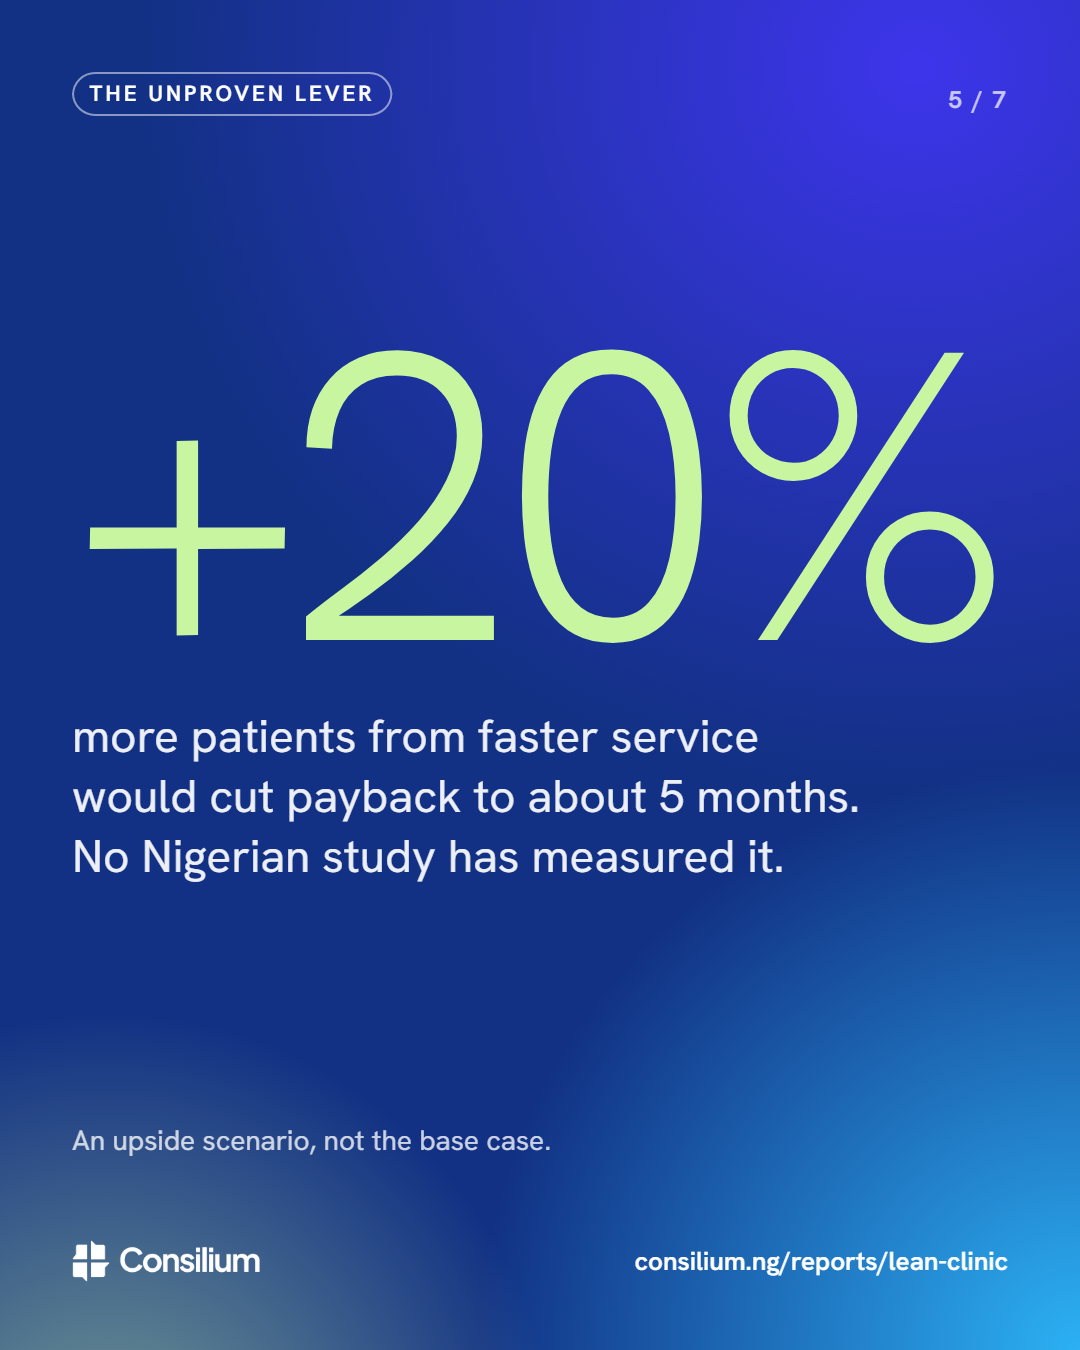 THE UNPROVEN LEVER
5 / 7
+20%
more patients from faster service
would cut payback to about 5 months.
No Nigerian study has measured it.
An upside scenario, not the base case.
Consilium
consilium.ng/reports/lean-clinic